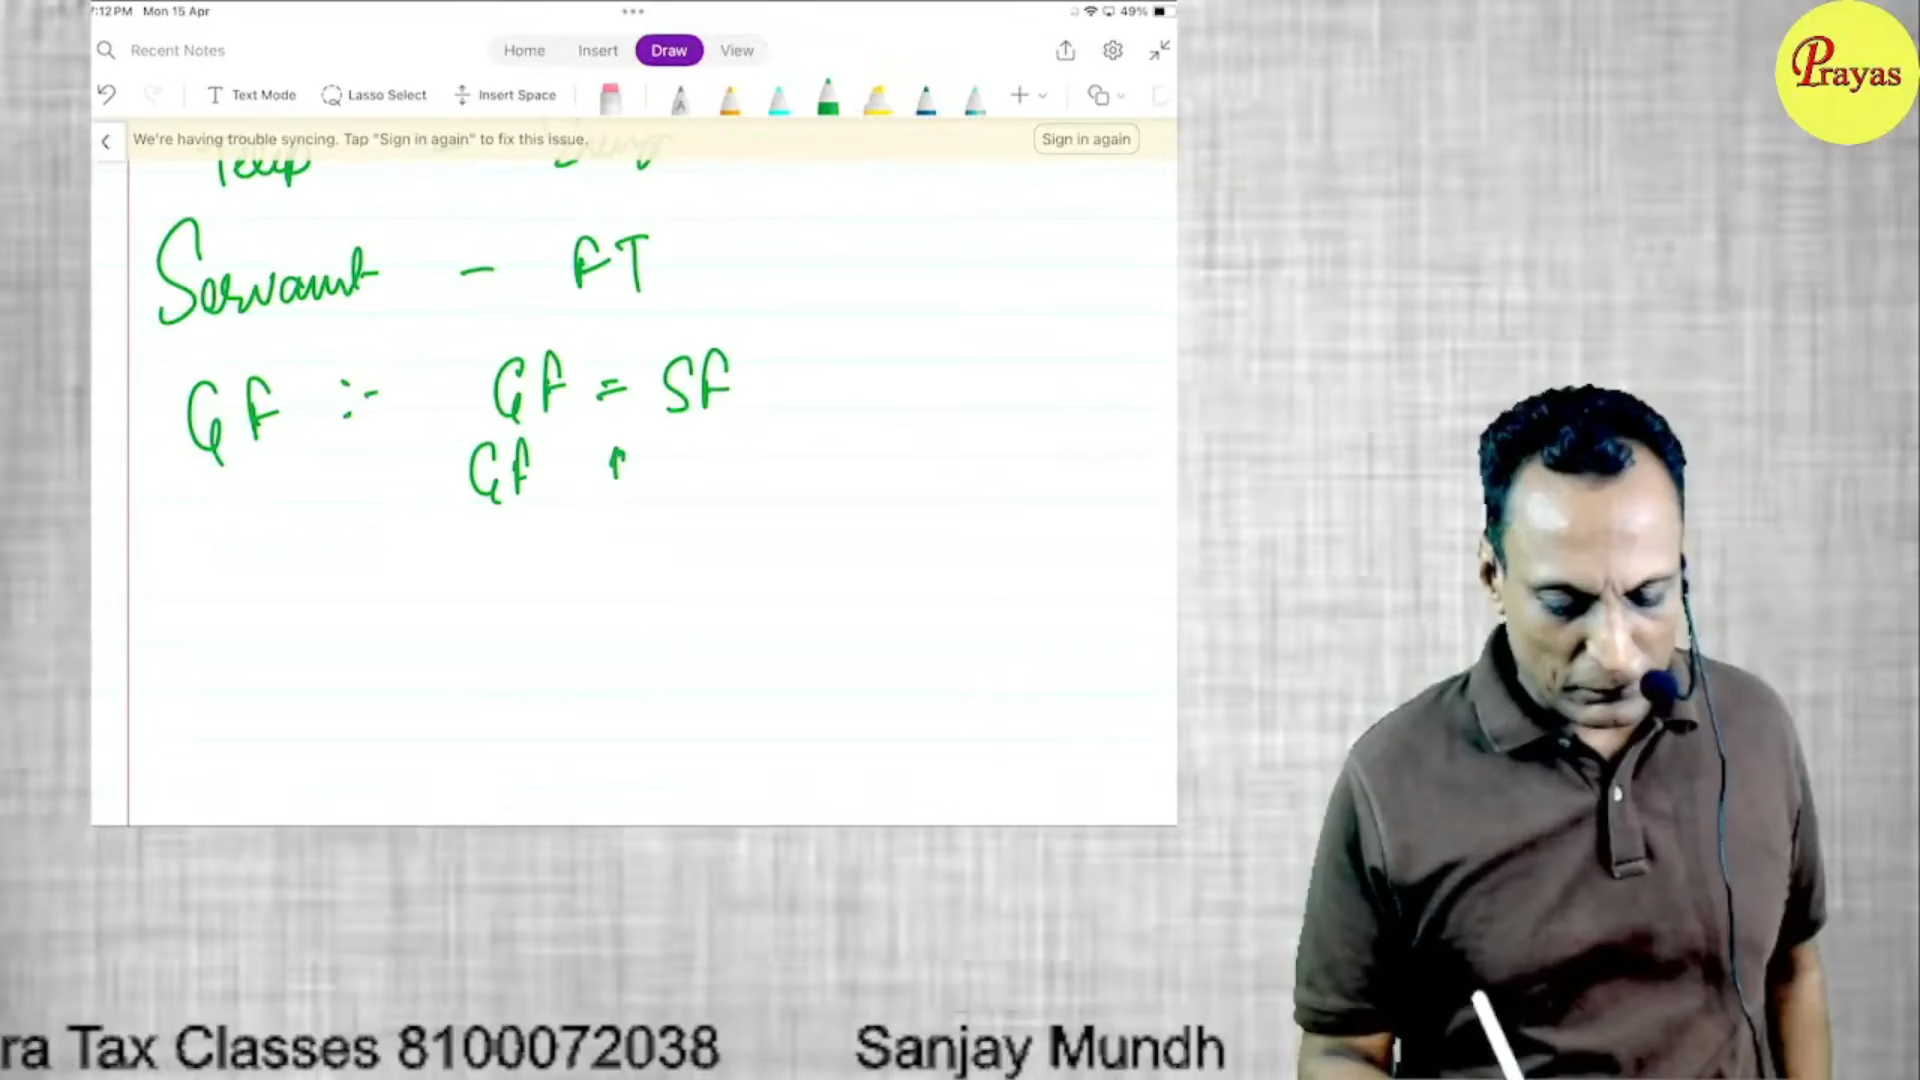 7:12 PM Mon 15 Apr
49%
Prayas
Recent Notes
Home Insert Draw View
Text Mode Lasso Select Insert Space
We're having trouble syncing. Tap "Sign in again" to fix this issue. Sign in again
Servant - FT
GF :- GF = SF
GF
ra Tax Classes 8100072038 Sanjay Mundh